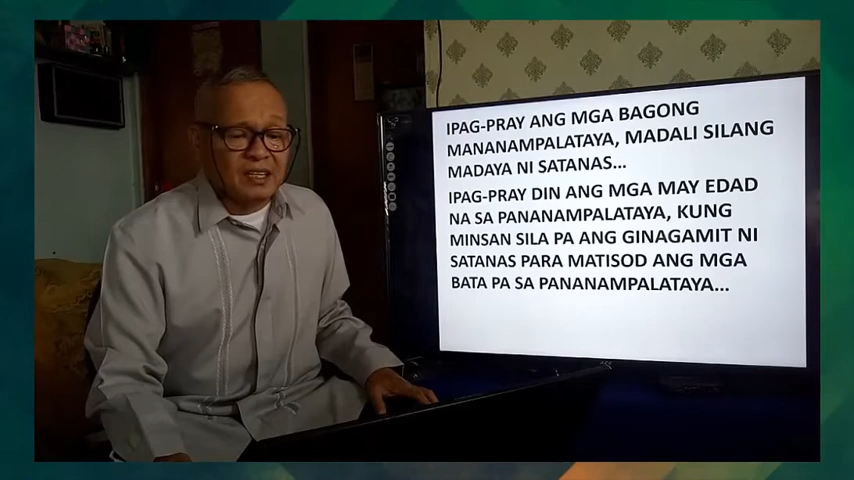 IPAG-PRAY ANG MGA BAGONG
MANANAMPALATAYA, MADALI SILANG
MADAYA NI SATANAS...
IPAG-PRAY DIN ANG MGA MAY EDAD
NA SA PANANAMPALATAYA, KUNG
MINSAN SILA PA ANG GINAGAMIT NI
SATANAS PARA MATISOD ANG MGA
BATA PA SA PANANAMPALATAYA...